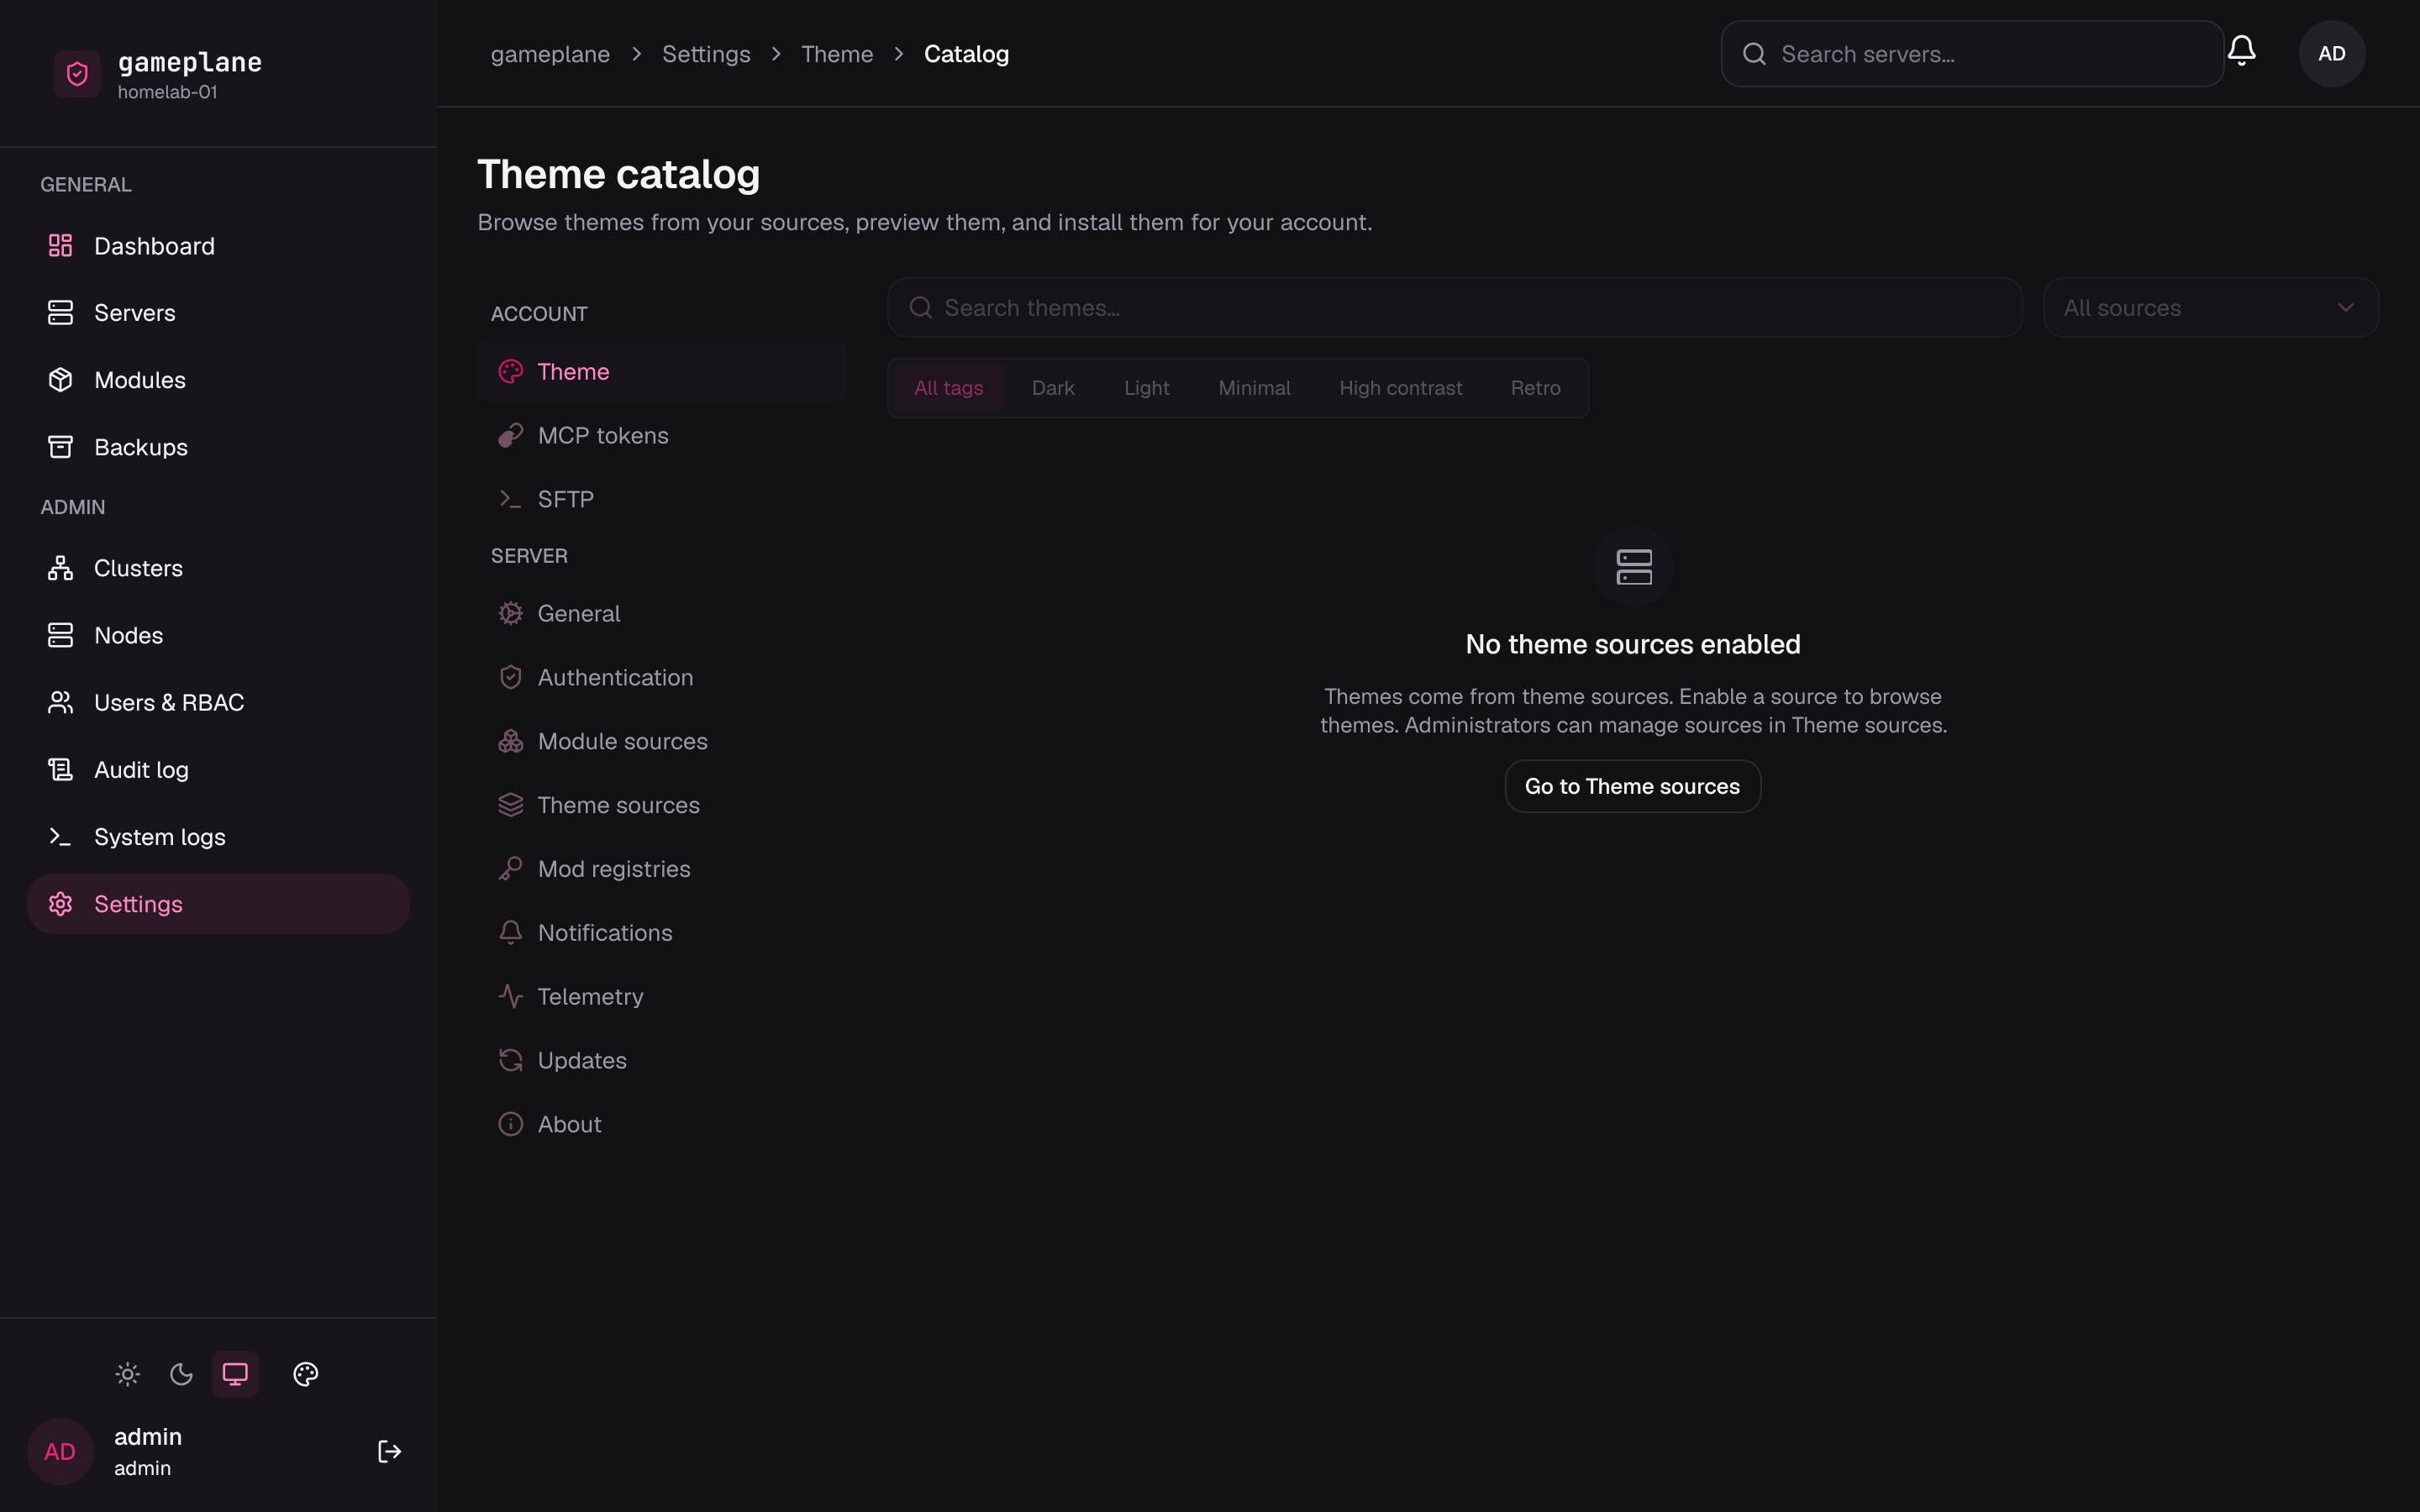 gameplane
homelab-01
GENERAL
Dashboard
Servers
Modules
Backups
ADMIN
Clusters
Nodes
Users & RBAC
Audit log
System logs
Settings
AD
admin
admin
gameplane > Settings > Theme > Catalog
Search servers...
AD
Theme catalog
Browse themes from your sources, preview them, and install them for your account.
ACCOUNT
Theme
MCP tokens
SFTP
SERVER
General
Authentication
Module sources
Theme sources
Mod registries
Notifications
Telemetry
Updates
About
Search themes...
All sources
All tags Dark Light Minimal High contrast Retro
No theme sources enabled
Themes come from theme sources. Enable a source to browse
themes. Administrators can manage sources in Theme sources.
Go to Theme sources